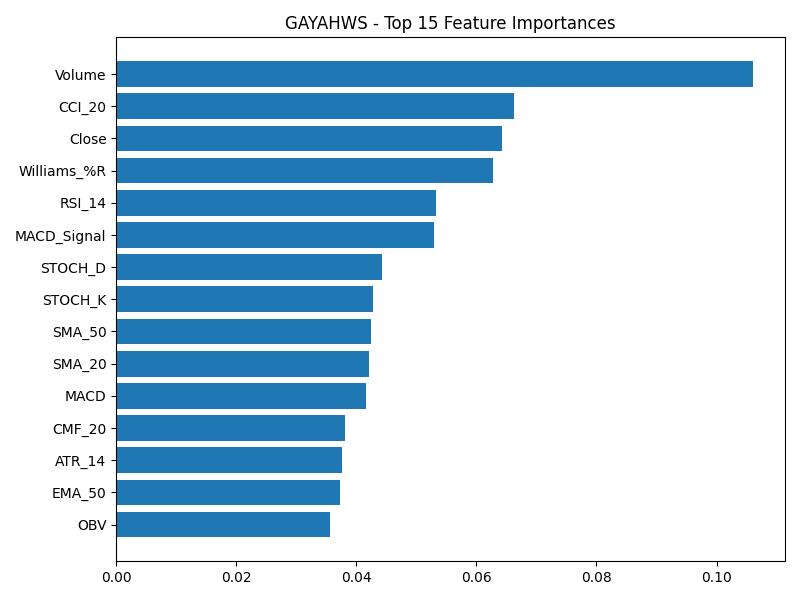 GAYAHWS - Top 15 Feature Importances
Volume
CCI_20
Close
Williams_%R
RSI_14
MACD_Signal
STOCH_D
STOCH_K
SMA_50
SMA_20
MACD
CMF_20
ATR_14
EMA_50
OBV
0.00 0.02 0.04 0.06 0.08 0.10